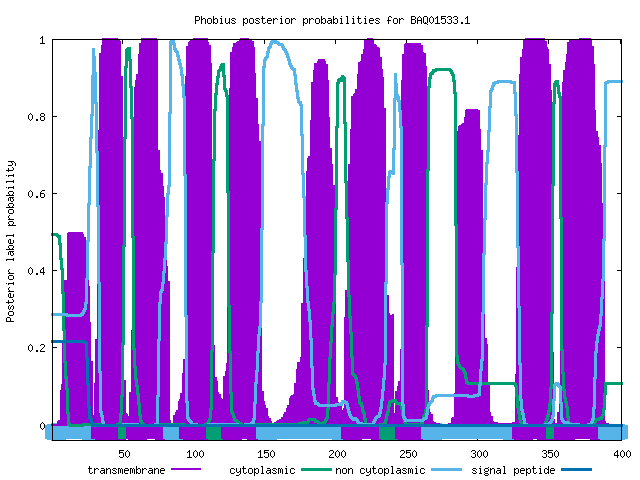 Phobius posterior probabilities for BAQ01533.1
Posterior label probability
1
0.8
0.6
0.4
0.2
0
50 100 150 200 250 300 350 400
transmembrane cytoplasmic non cytoplasmic signal peptide